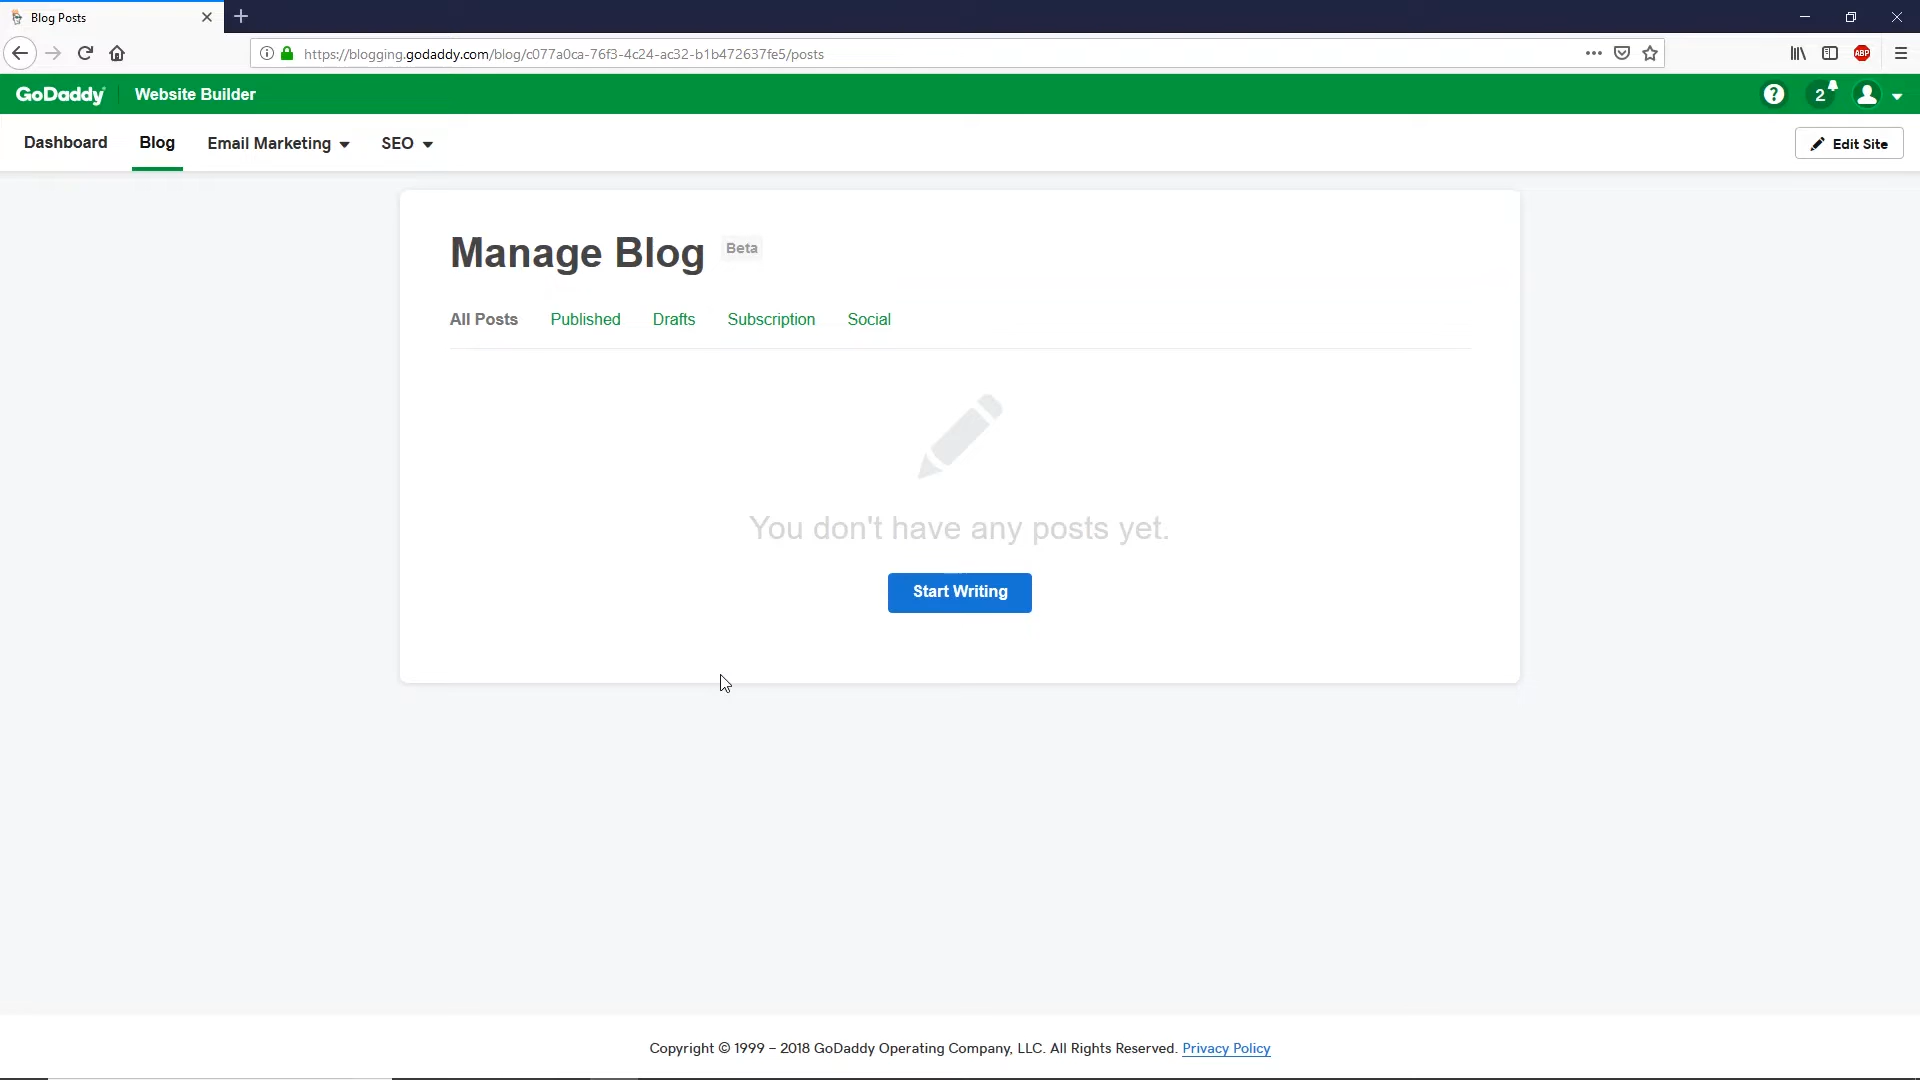 Blog Posts
https://blogging.godaddy.com/blog/c077a0ca-76f3-4c24-ac32-b1b472637fe5/posts
ABP
GoDaddy Website Builder
? 2
Dashboard Blog Email Marketing SEO Edit Site
Manage Blog Beta
All Posts Published Drafts Subscription Social
You don't have any posts yet.
Start Writing
Copyright © 1999 – 2018 GoDaddy Operating Company, LLC. All Rights Reserved. Privacy Policy